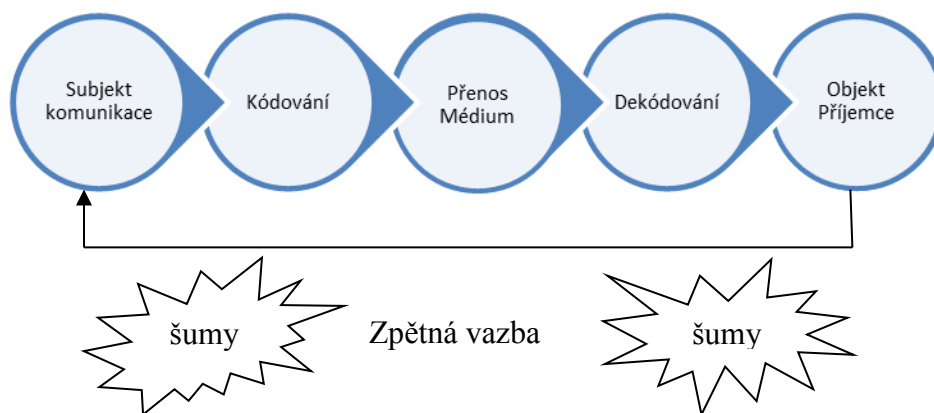 Subjekt
komunikace
Kódování
Přenos
Médium
Dekódování
Objekt
Příjemce
šumy
Zpětná vazba
šumy